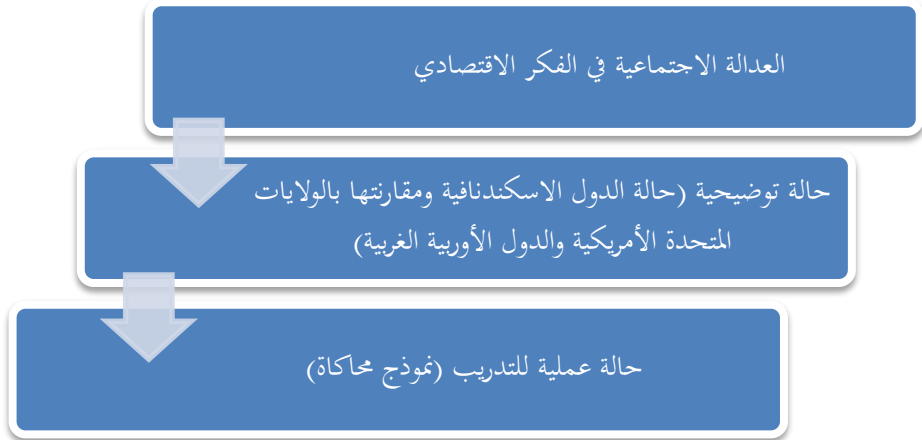 العدالة الاجتماعية في الفكر الاقتصادي
حالة توضيحية (حالة الدول الاسكندنافية ومقارنتها بالولايات
المتحدة الأمريكية والدول الأوربية الغربية)
حالة عملية للتدريب (نموذج محاكاة)